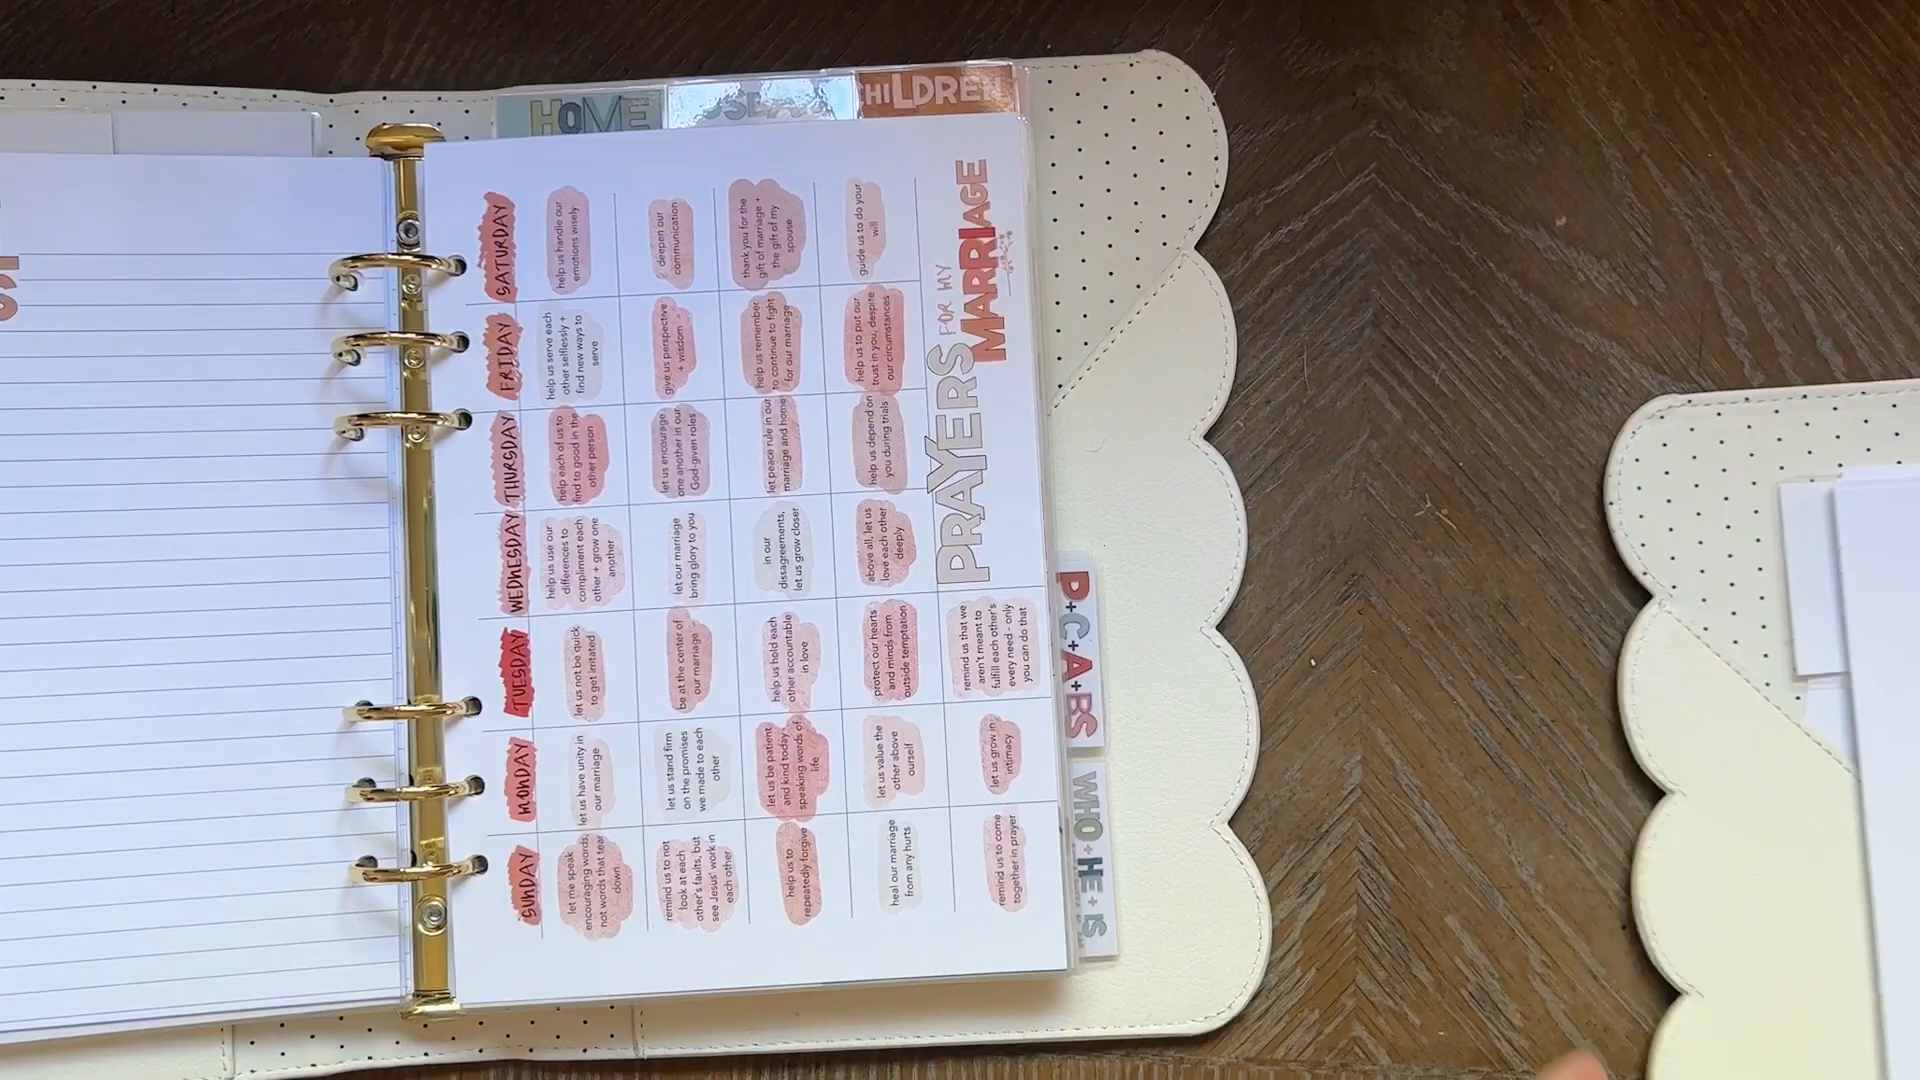 SUNDAY
MONDAY
TUESDAY
WEDNESDAY
THURSDAY
FRIDAY
SATURDAY
let me speak
encouraging words,
not words that tear
down
let us have unity in
our marriage
let us not be quick
to get irritated
help us use our
differences to
compliment each
other + grow one
another
help each of us to
find to good in the
other person
help us serve each
other selflessly +
find new ways to
serve
help us handle our
emotions wisely
remind us to not
look at each
other's faults, but
see Jesus' work in
each other
let us stand firm
on the promises
we made to each
other
be at the center of
our marriage
let our marriage
bring glory to you
let us encourage
one another in our
God-given roles
give us perspective
+ wisdom
deepen our
communication
help us to
repeatedly forgive
let us be patient
and kind today
speaking words of
life
help us hold each
other accountable
in love
in our
dissagreements,
let us grow closer
let peace rule in our
marriage and home
help us remember
to continue to fight
for our marriage
thank you for the
gift of marriage +
the gift of my
spouse
heal our marriage
from any hurts
let us value the
other above
ourself
protect our hearts
and minds from
outside temptation
above all, let us
love each other
deeply
help us depend on
you during trials
help us to put our
trust in you, despite
our circumstances
guide us to do your
will
remind us to come
together in prayer
let us grow in
intimacy
remind us that we
aren't meant to
fulfill each other's
every need - only
you can do that
PRAYERS FOR MY
MARRIAGE
HOME
CHILDREN
P+C+A+BS
WHO+HE+IS